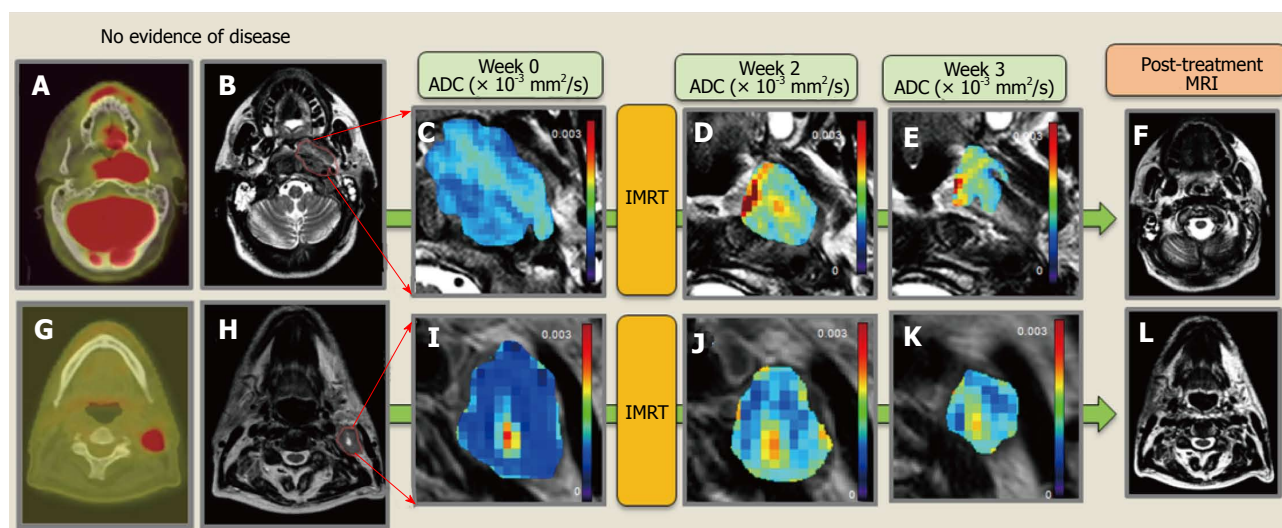 No evidence of disease
Week 0
ADC (× 10⁻³ mm²/s)
Week 2
ADC (× 10⁻³ mm²/s)
Week 3
ADC (× 10⁻³ mm²/s)
Post-treatment
MRI
A
B
C
0.003
IMRT
D
0.003
0
E
0.003
0
F
G
H
I
0.003
0
IMRT
J
0.003
0
K
0.003
0
L